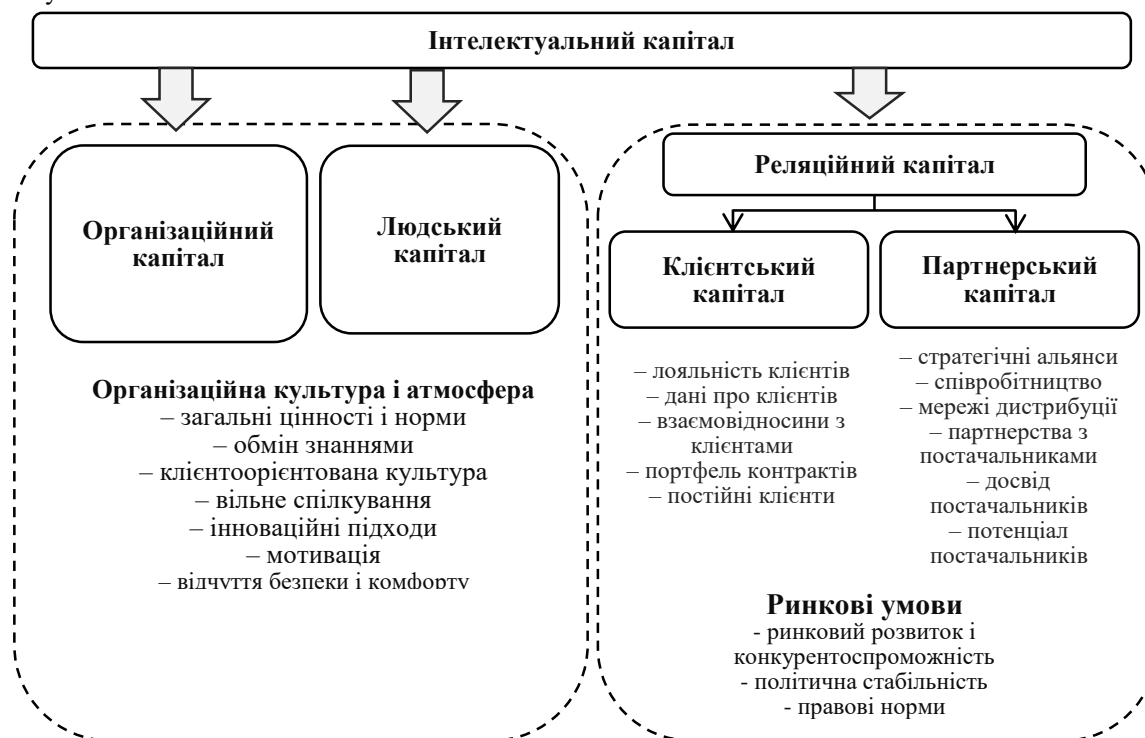 Інтелектуальний капітал
Організаційний
капітал
Людський
капітал
Організаційна культура і атмосфера
– загальні цінності і норми
– обмін знаннями
– клієнтоорієнтована культура
– вільне спілкування
– інноваційні підходи
– мотивація
– відчуття безпеки і комфорту
Реляційний капітал
Клієнтський
капітал
– лояльність клієнтів
– дані про клієнтів
– взаємовідносини з
клієнтами
– портфель контрактів
– постійні клієнти
Партнерський
капітал
– стратегічні альянси
– співробітництво
– мережі дистрибуції
– партнерства з
постачальниками
– досвід
постачальників
– потенціал
постачальників
Ринкові умови
- ринковий розвиток і
конкурентоспроможність
- політична стабільність
- правові норми